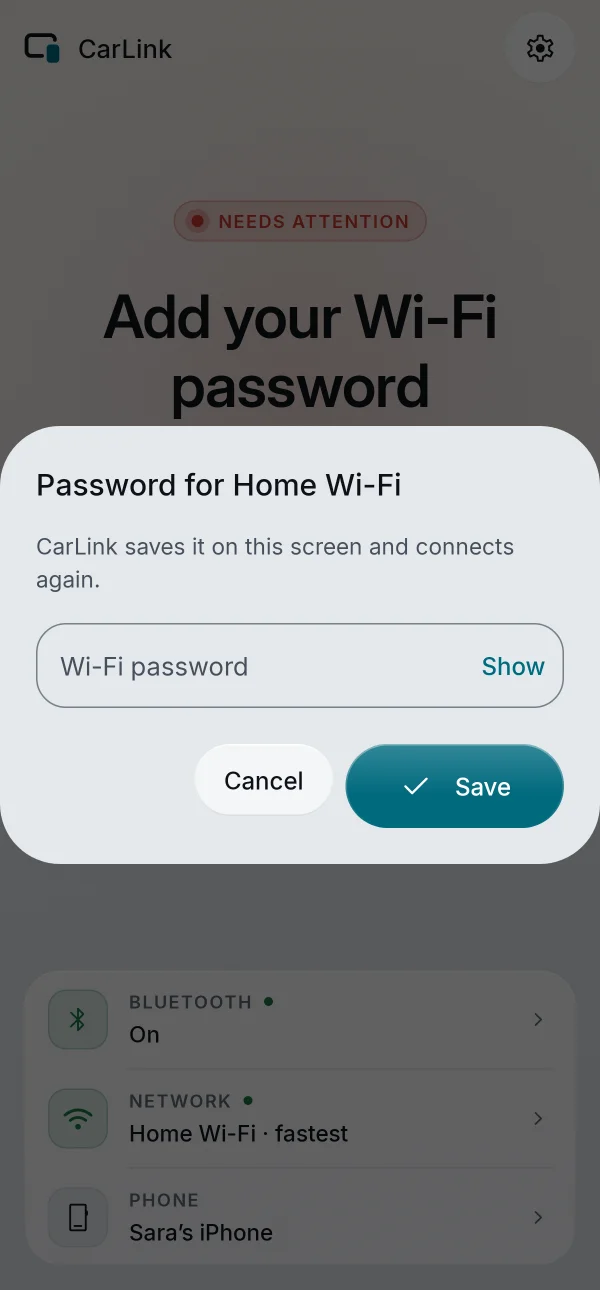 CarLink
NEEDS ATTENTION
Add your Wi-Fi
password
Password for Home Wi-Fi
CarLink saves it on this screen and connects
again.
Wi-Fi password
Show
Cancel
Save
BLUETOOTH
On
NETWORK
Home Wi-Fi · fastest
PHONE
Sara’s iPhone